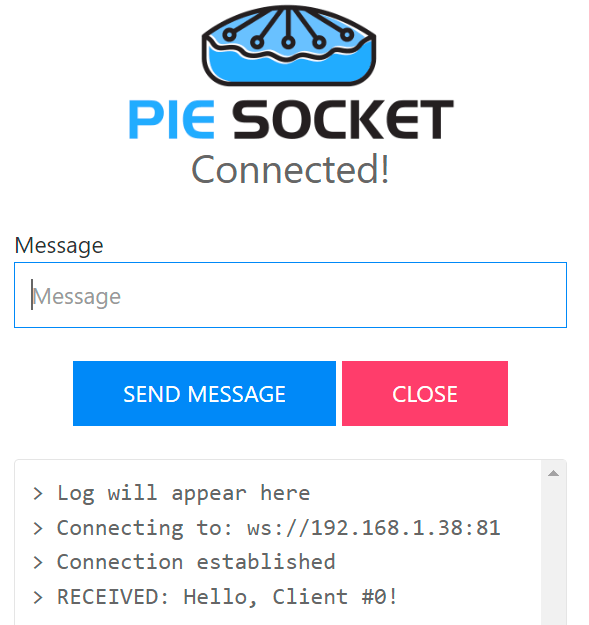 PIE SOCKET
Connected!
Message
Message
SEND MESSAGE CLOSE
> Log will appear here
> Connecting to: ws://192.168.1.38:81
> Connection established
> RECEIVED: Hello, Client #0!